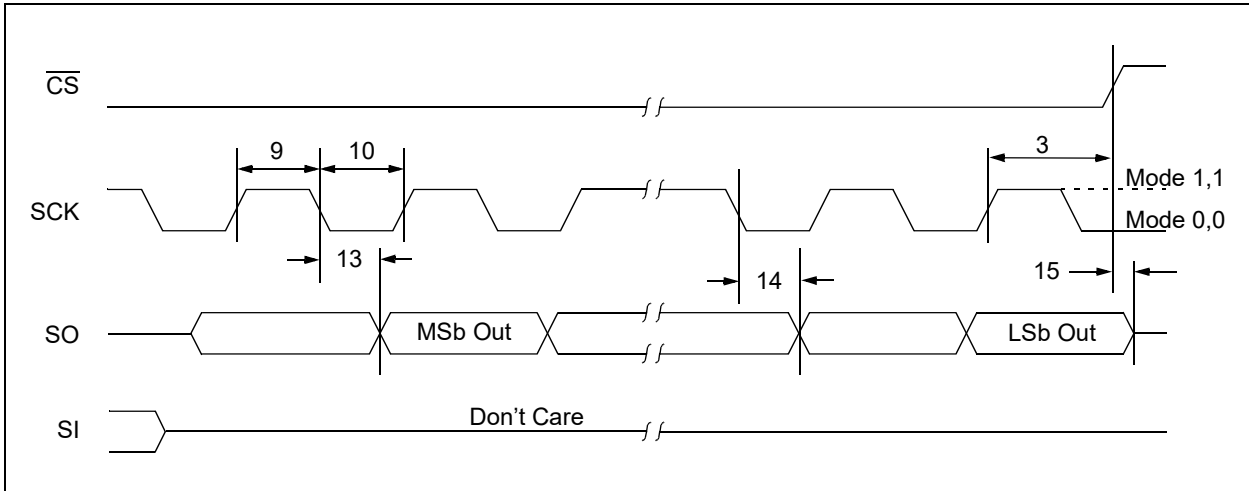 CS
9
10
3
Mode 1,1
SCK
Mode 0,0
13
14
15
SO
MSb Out
LSb Out
Don’t Care
SI